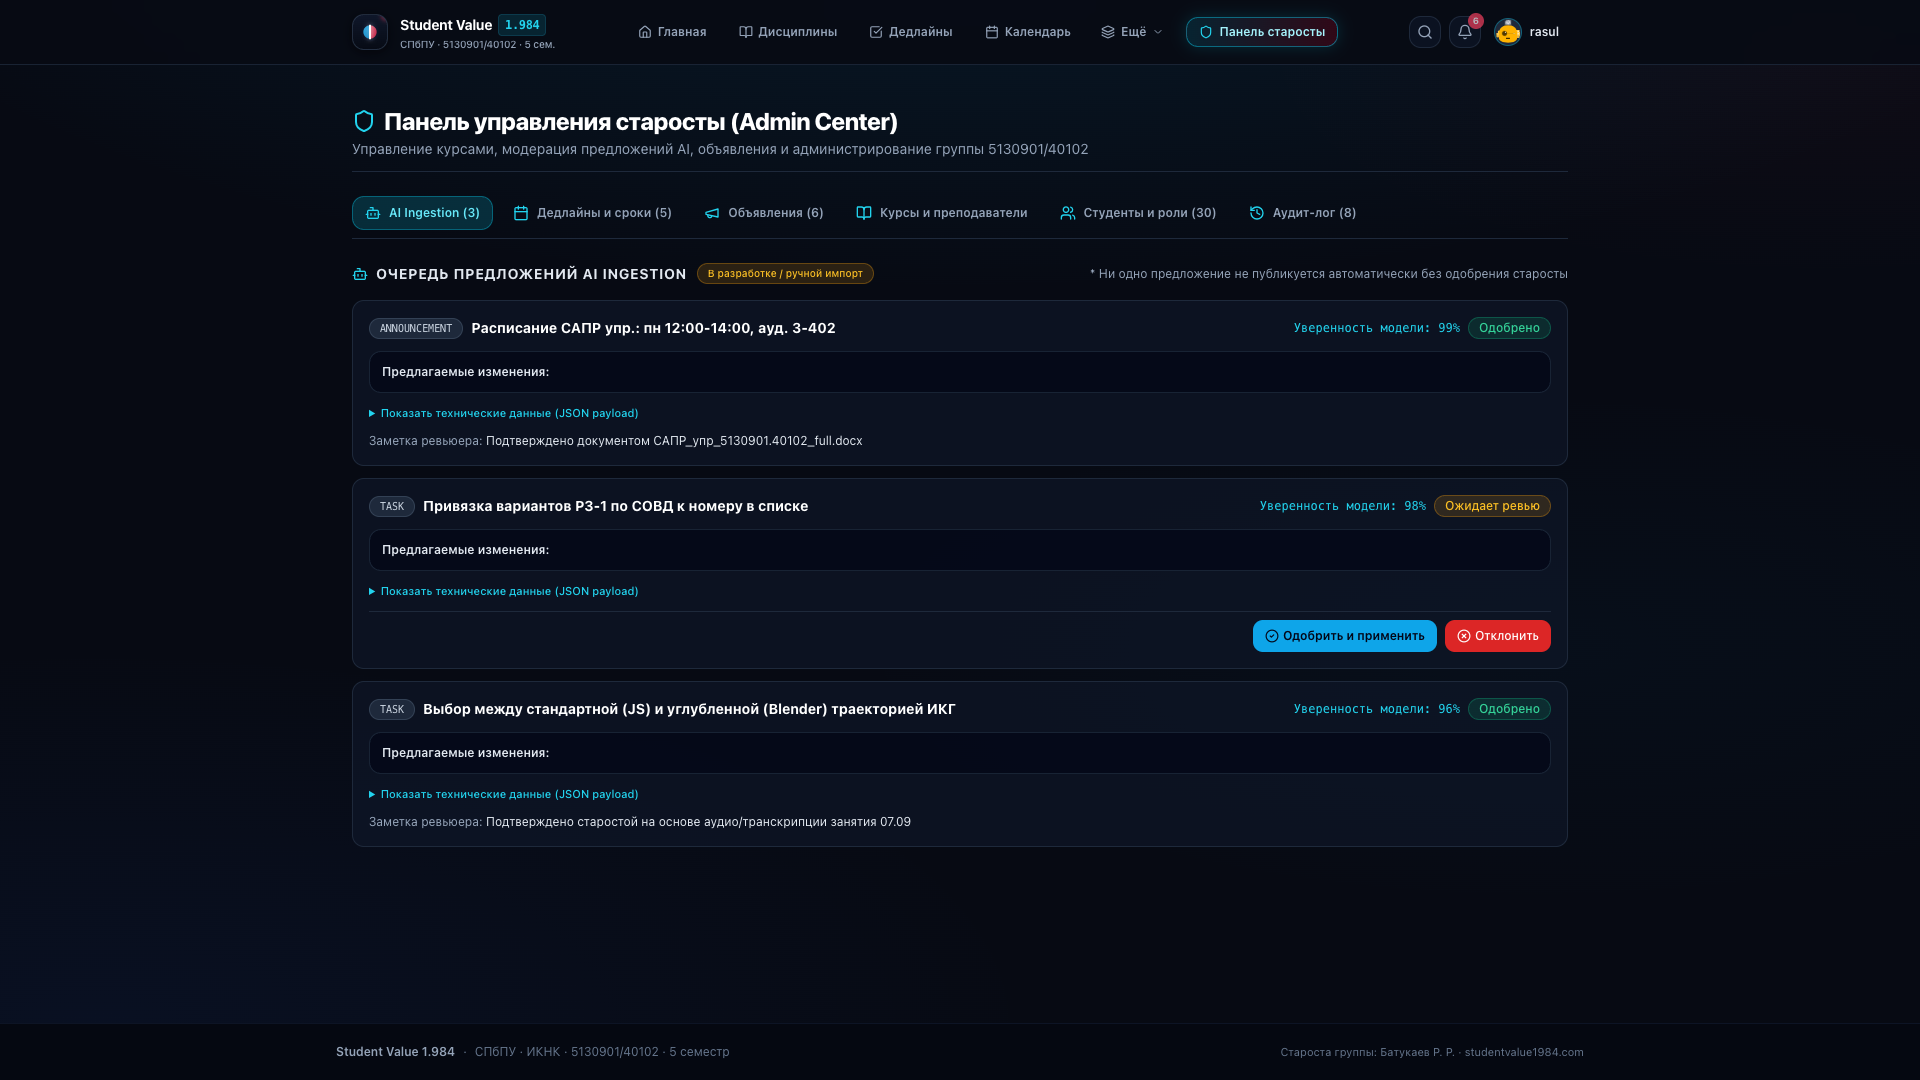 Student Value 1.984
СПбПУ · 5130901/40102 · 5 сем.
Главная
Дисциплины
Дедлайны
Календарь
Ещё
Панель старосты
6
rasul
Панель управления старосты (Admin Center)
Управление курсами, модерация предложений AI, объявления и администрирование группы 5130901/40102
AI Ingestion (3)
Дедлайны и сроки (5)
Объявления (6)
Курсы и преподаватели
Студенты и роли (30)
Аудит-лог (8)
ОЧЕРЕДЬ ПРЕДЛОЖЕНИЙ AI INGESTION
В разработке / ручной импорт
* Ни одно предложение не публикуется автоматически без одобрения старосты
ANNOUNCEMENT Расписание САПР упр.: пн 12:00-14:00, ауд. 3-402
Уверенность модели: 99% Одобрено
Предлагаемые изменения:
Показать технические данные (JSON payload)
Заметка ревьюера: Подтверждено документом САПР_упр_5130901.40102_full.docx
TASK Привязка вариантов РЗ-1 по СОВД к номеру в списке
Уверенность модели: 98% Ожидает ревью
Предлагаемые изменения:
Показать технические данные (JSON payload)
Одобрить и применить
Отклонить
TASK Выбор между стандартной (JS) и углубленной (Blender) траекторией ИКГ
Уверенность модели: 96% Одобрено
Предлагаемые изменения:
Показать технические данные (JSON payload)
Заметка ревьюера: Подтверждено старостой на основе аудио/транскрипции занятия 07.09
Student Value 1.984 · СПбПУ · ИКНК · 5130901/40102 · 5 семестр
Староста группы: Батукаев Р. Р. · studentvalue1984.com